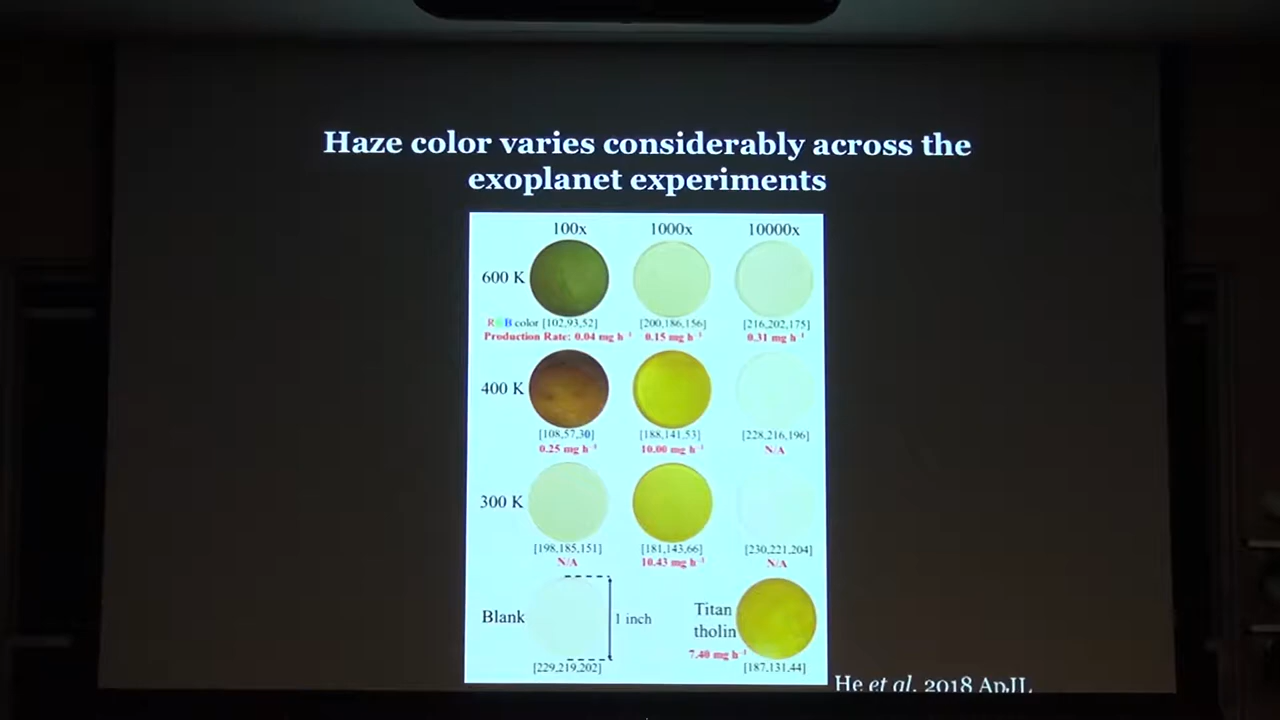 Haze color varies considerably across the
exoplanet experiments
100x 1000x 10000x
600 K
RGB color [102,93,52] [200,186,156] [216,202,175]
Production Rate: 0.04 mg h⁻¹ 0.15 mg h⁻¹ 0.31 mg h⁻¹
400 K
[108,57,30] [188,141,53] [228,216,196]
0.25 mg h⁻¹ 10.00 mg h⁻¹ N/A
300 K
[198,185,151] [181,143,66] [230,221,204]
N/A 10.43 mg h⁻¹ N/A
Blank 1 inch Titan
tholin
7.40 mg h⁻¹
[229,219,202] [187,131,44]
He et al. 2018 ApJL